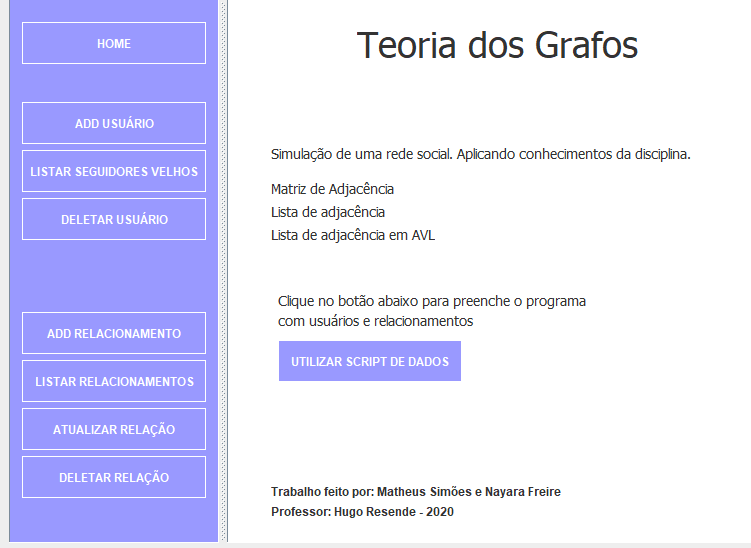 HOME
ADD USUÁRIO
LISTAR SEGUIDORES VELHOS
DELETAR USUÁRIO
ADD RELACIONAMENTO
LISTAR RELACIONAMENTOS
ATUALIZAR RELAÇÃO
DELETAR RELAÇÃO
Teoria dos Grafos
Simulação de uma rede social. Aplicando conhecimentos da disciplina.
Matriz de Adjacência
Lista de adjacência
Lista de adjacência em AVL
Clique no botão abaixo para preenche o programa
com usuários e relacionamentos
UTILIZAR SCRIPT DE DADOS
Trabalho feito por: Matheus Simões e Nayara Freire
Professor: Hugo Resende - 2020